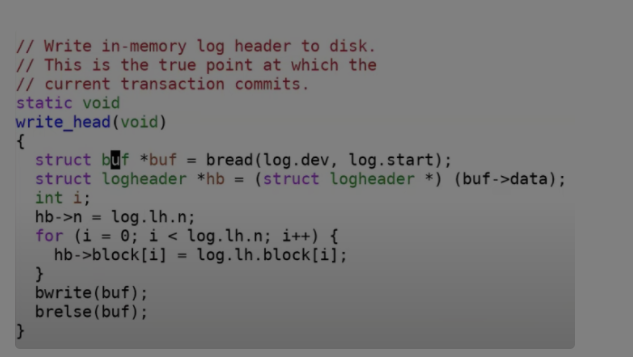 // Write in-memory log header to disk.
// This is the true point at which the
// current transaction commits.
static void
write_head(void)
{
struct buf *buf = bread(log.dev, log.start);
struct logheader *hb = (struct logheader *) (buf->data);
int i;
hb->n = log.lh.n;
for (i = 0; i < log.lh.n; i++) {
hb->block[i] = log.lh.block[i];
}
bwrite(buf);
brelse(buf);
}